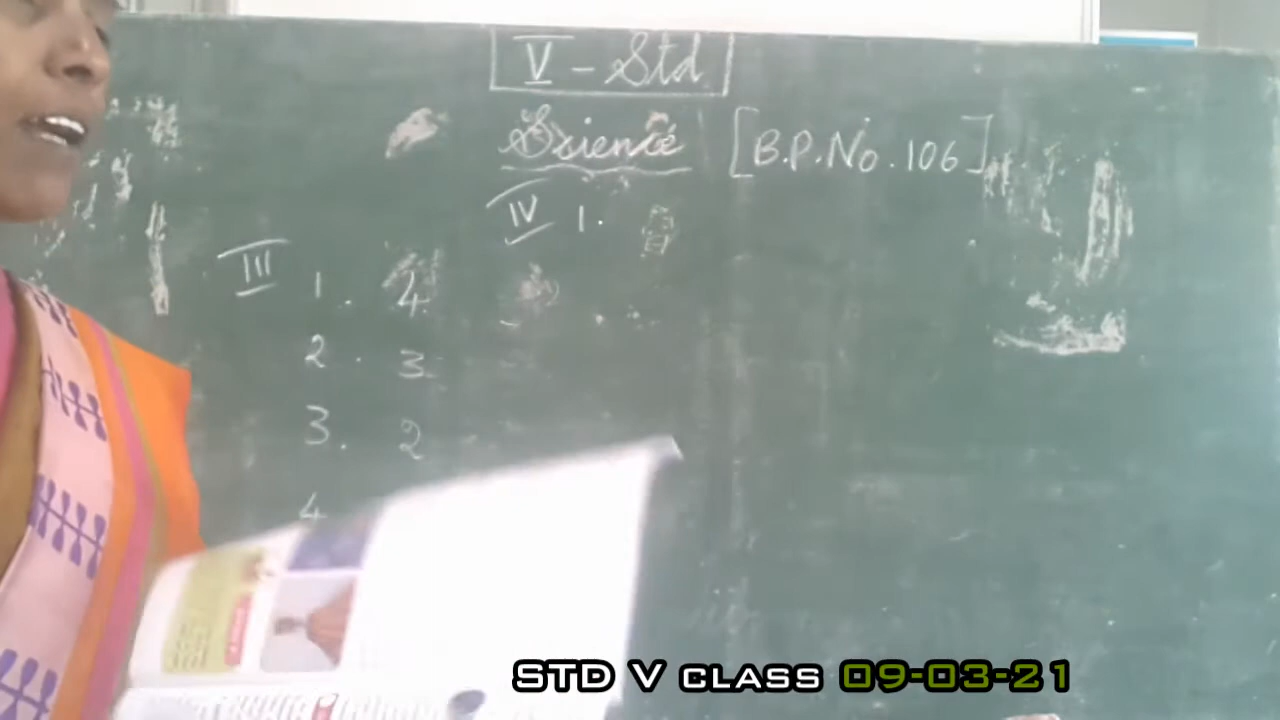 V - Std
Science [B.P.No. 106]
IV 1.
III 1. 4
2. 3
3. 2
4
STD V CLASS 09-03-21